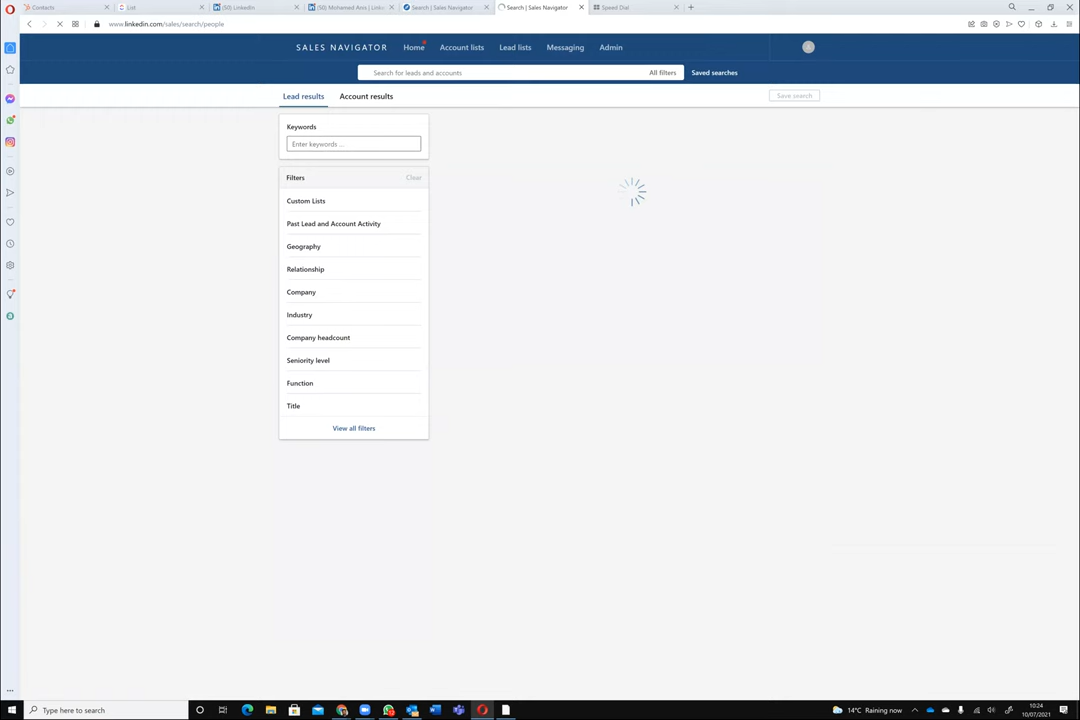 Contacts
List
(50) LinkedIn
(50) Mohamed Anis | Linke
Search | Sales Navigator
Search | Sales Navigator
Speed Dial
www.linkedin.com/sales/search/people
SALES NAVIGATOR
Home
Account lists
Lead lists
Messaging
Admin
Search for leads and accounts
All filters
Saved searches
Lead results
Account results
Save search
Keywords
Enter keywords ...
Filters
Clear
Custom Lists
Past Lead and Account Activity
Geography
Relationship
Company
Industry
Company headcount
Seniority level
Function
Title
View all filters
Type here to search
14°C Raining now
10:24
10/07/2021